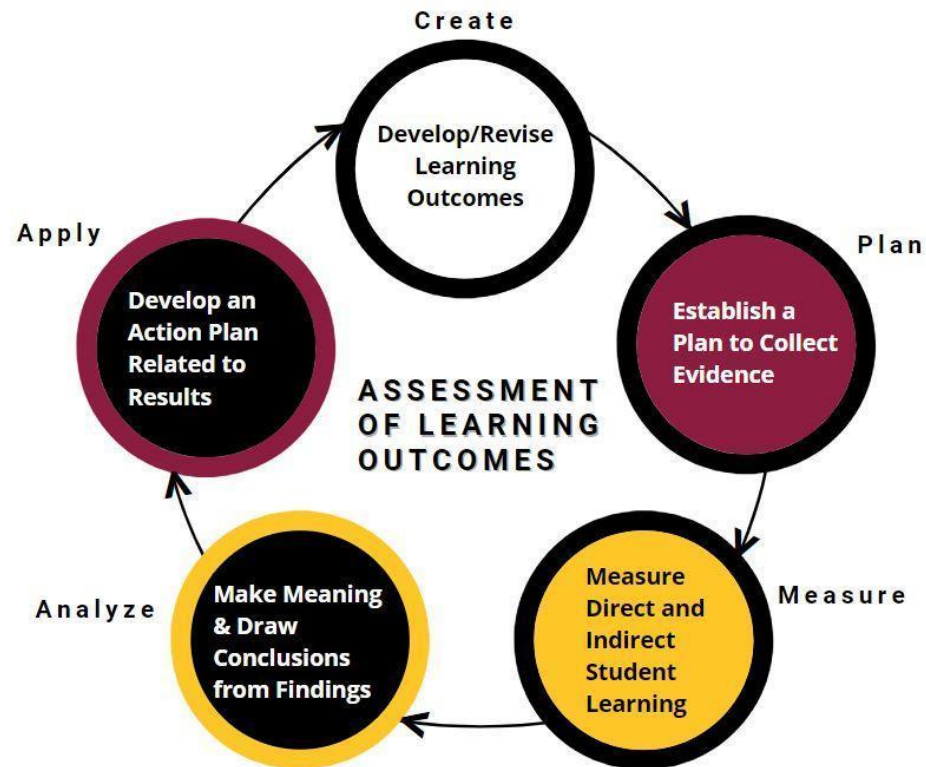 Create
Develop/Revise
Learning
Outcomes
Plan
Establish a
Plan to Collect
Evidence
Measure
Measure
Direct and
Indirect
Student
Learning
Analyze
Make Meaning
& Draw
Conclusions
from Findings
Apply
Develop an
Action Plan
Related to
Results
ASSESSMENT
OF LEARNING
OUTCOMES